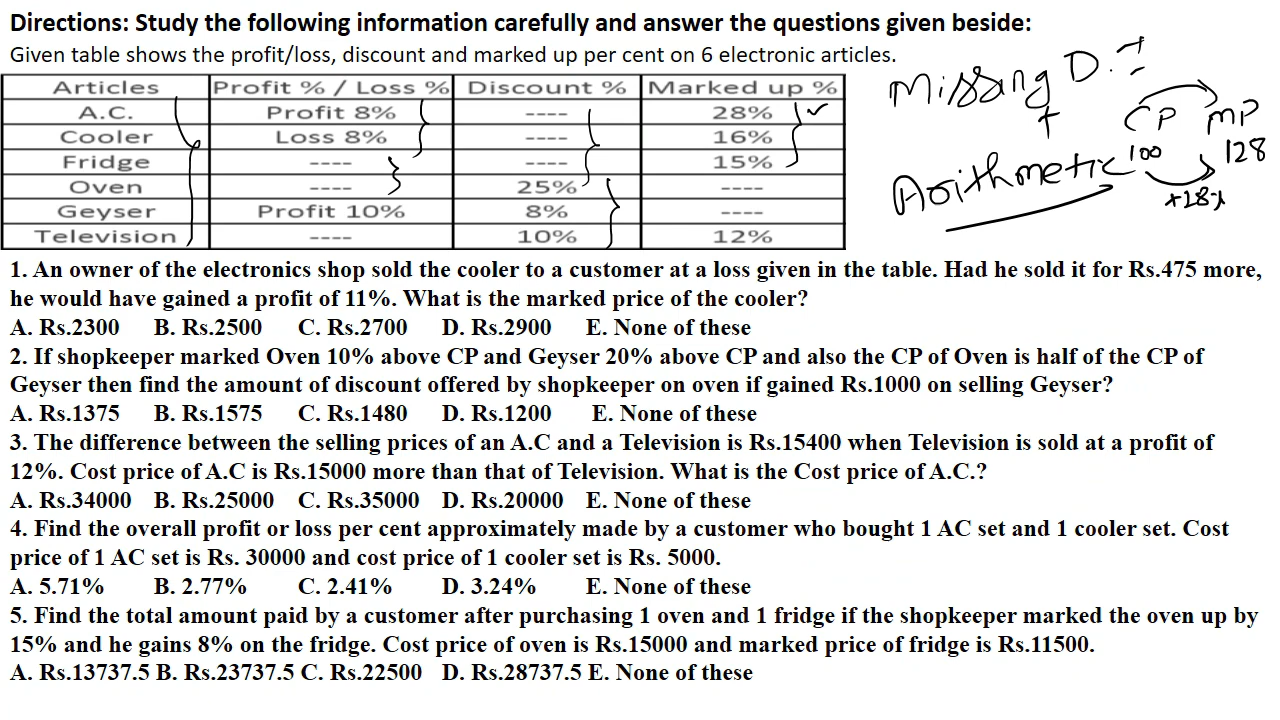 Directions: Study the following information carefully and answer the questions given beside:
Given table shows the profit/loss, discount and marked up per cent on 6 electronic articles.
Articles Profit % / Loss % Discount % Marked up %
A.C. Profit 8% ---- 28%
Cooler Loss 8% ---- 16%
Fridge ---- ---- 15%
Oven ---- 25% ----
Geyser Profit 10% 8% ----
Television ---- 10% 12%
Missing D.I
+
Arithmetic
CP MP
100 128
+28%
1. An owner of the electronics shop sold the cooler to a customer at a loss given in the table. Had he sold it for Rs.475 more,
he would have gained a profit of 11%. What is the marked price of the cooler?
A. Rs.2300 B. Rs.2500 C. Rs.2700 D. Rs.2900 E. None of these
2. If shopkeeper marked Oven 10% above CP and Geyser 20% above CP and also the CP of Oven is half of the CP of
Geyser then find the amount of discount offered by shopkeeper on oven if gained Rs.1000 on selling Geyser?
A. Rs.1375 B. Rs.1575 C. Rs.1480 D. Rs.1200 E. None of these
3. The difference between the selling prices of an A.C and a Television is Rs.15400 when Television is sold at a profit of
12%. Cost price of A.C is Rs.15000 more than that of Television. What is the Cost price of A.C.?
A. Rs.34000 B. Rs.25000 C. Rs.35000 D. Rs.20000 E. None of these
4. Find the overall profit or loss per cent approximately made by a customer who bought 1 AC set and 1 cooler set. Cost
price of 1 AC set is Rs. 30000 and cost price of 1 cooler set is Rs. 5000.
A. 5.71% B. 2.77% C. 2.41% D. 3.24% E. None of these
5. Find the total amount paid by a customer after purchasing 1 oven and 1 fridge if the shopkeeper marked the oven up by
15% and he gains 8% on the fridge. Cost price of oven is Rs.15000 and marked price of fridge is Rs.11500.
A. Rs.13737.5 B. Rs.23737.5 C. Rs.22500 D. Rs.28737.5 E. None of these